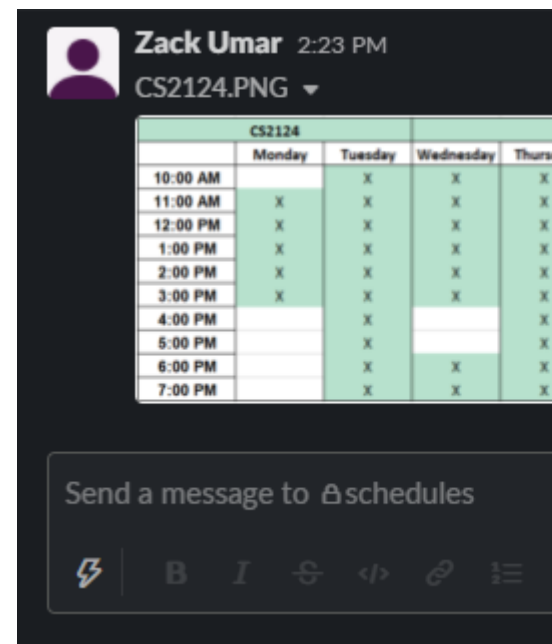 Zack Umar 2:23 PM
CS2124.PNG
CS2124
Monday Tuesday Wednesday Thurs
10:00 AM X X X
11:00 AM X X X X
12:00 PM X X X X
1:00 PM X X X X
2:00 PM X X X X
3:00 PM X X X X
4:00 PM X X
5:00 PM X X
6:00 PM X X X
7:00 PM X X X
Send a message to schedules
B I S </>